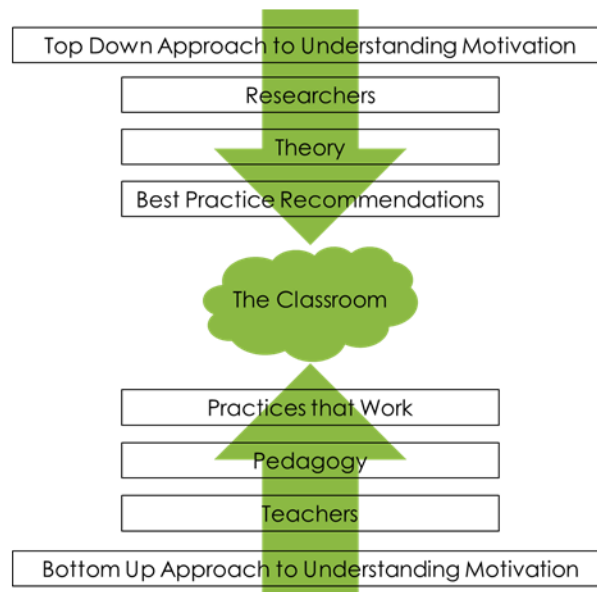 Top Down Approach to Understanding Motivation
Researchers
Theory
Best Practice Recommendations
The Classroom
Practices that Work
Pedagogy
Teachers
Bottom Up Approach to Understanding Motivation